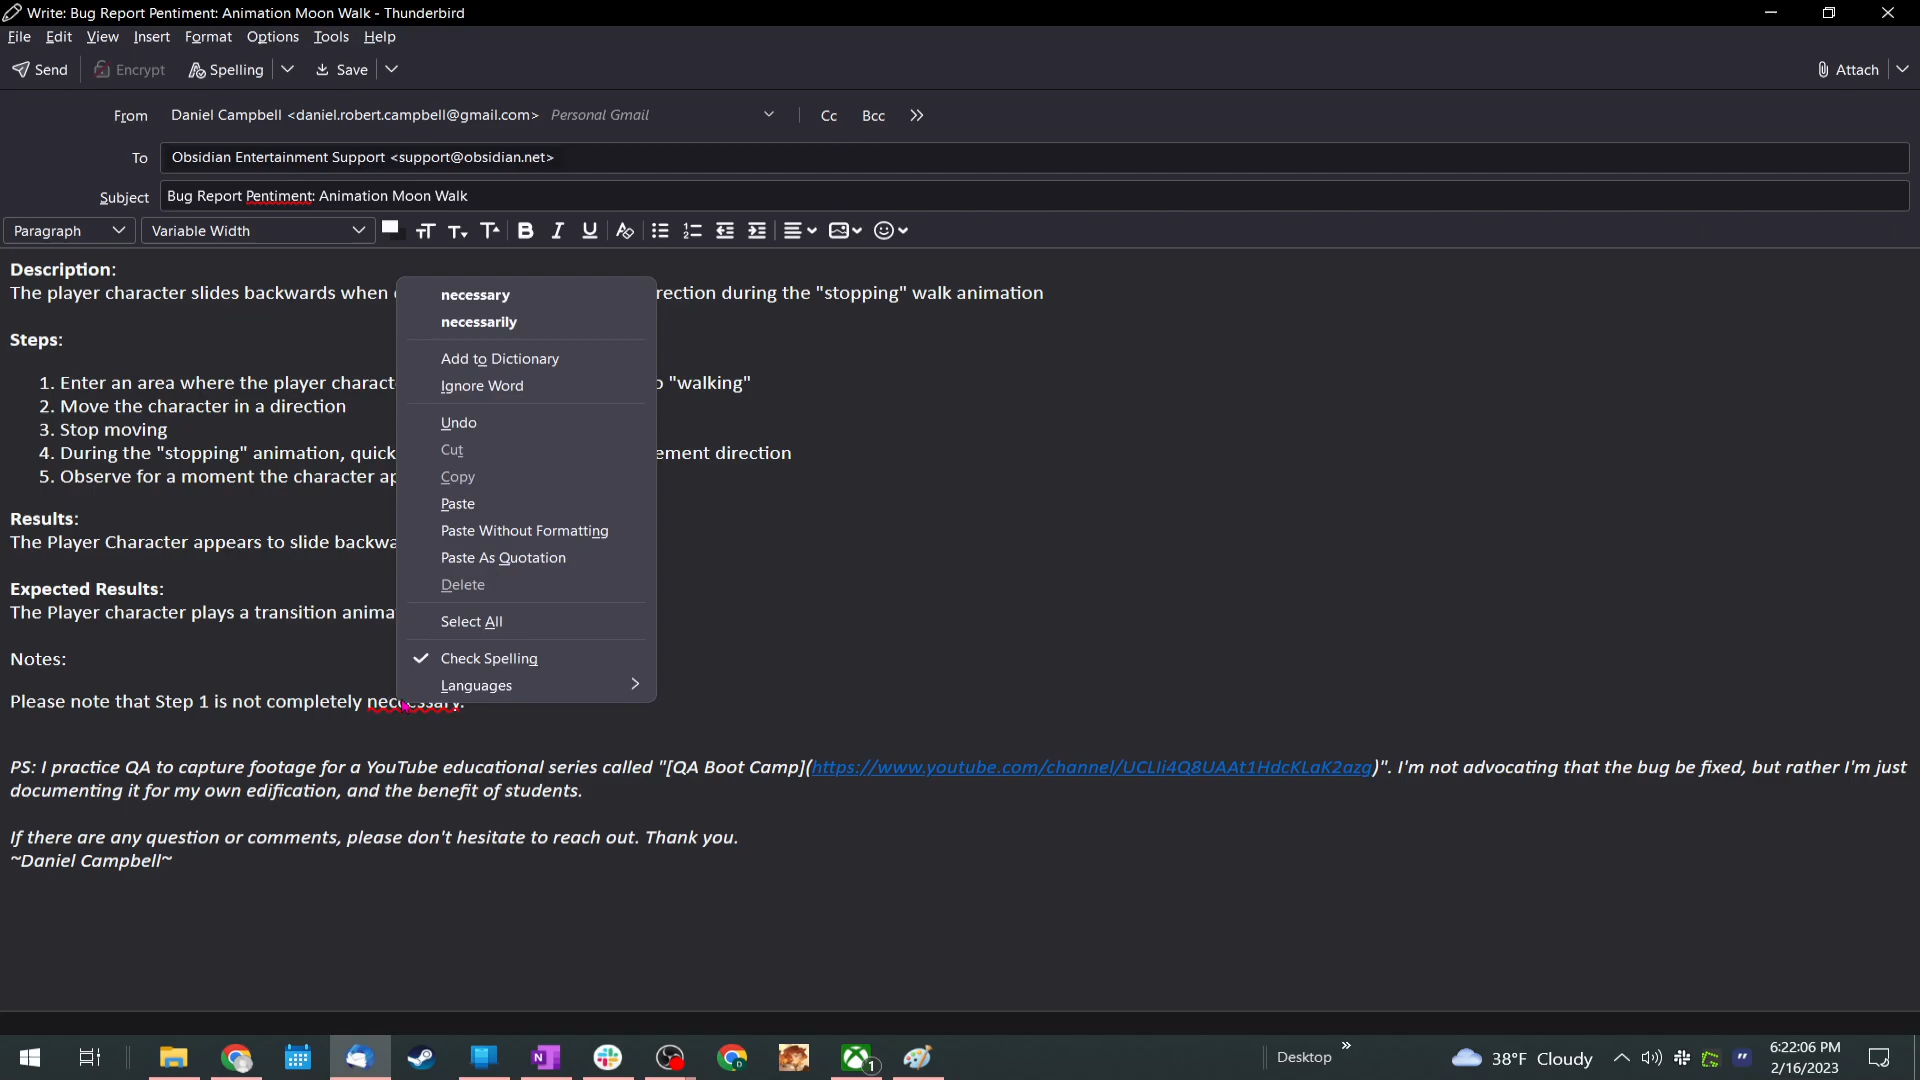 Write: Bug Report Pentiment: Animation Moon Walk - Thunderbird
File Edit View Insert Format Options Tools Help
Send Encrypt Spelling Save Attach
From Daniel Campbell <daniel.robert.campbell@gmail.com> Personal Gmail Cc Bcc
To Obsidian Entertainment Support <support@obsidian.net>
Subject Bug Report Pentiment: Animation Moon Walk
Paragraph Variable Width
Description:
The player character slides backwards when rection during the "stopping" walk animation
Steps:
1. Enter an area where the player charact "walking"
2. Move the character in a direction
3. Stop moving
4. During the "stopping" animation, quick ement direction
5. Observe for a moment the character ap
Results:
The Player Character appears to slide backwa
Expected Results:
The Player character plays a transition anima
Notes:
Please note that Step 1 is not completely
necessary
necessarily
Add to Dictionary
Ignore Word
Undo
Cut
Copy
Paste
Paste Without Formatting
Paste As Quotation
Delete
Select All
Check Spelling
Languages
PS: I practice QA to capture footage for a YouTube educational series called "[QA Boot Camp](https://www.youtube.com/channel/UCLIi4Q8UAAt1HdcKLaK2azg)". I'm not advocating that the bug be fixed, but rather I'm just
documenting it for my own edification, and the benefit of students.
If there are any question or comments, please don't hesitate to reach out. Thank you.
~Daniel Campbell~
Desktop
38°F Cloudy
6:22:06 PM
2/16/2023
1